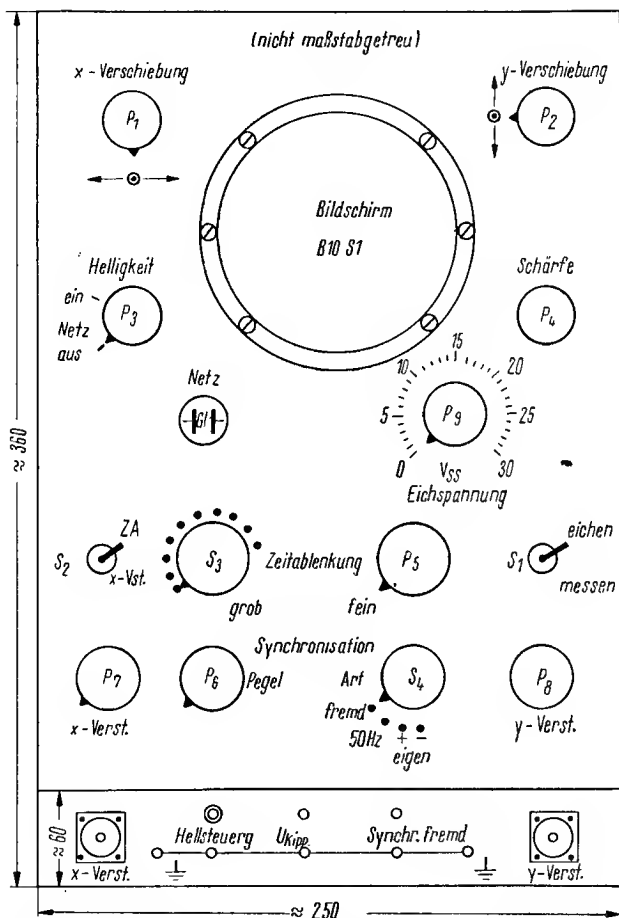 (nicht maßstabgetreu)
x-Verschiebung
y-Verschiebung
P1
P2
Bildschirm
B10 S1
Helligkeit
Schärfe
ein
Netz
aus
P3
P4
Netz
Gl
0 5 10 15 20 25 30
P9
VSS
Eichspannung
S2
ZA
x-Vst.
S3
Zeitablenkung
P5
grob
fein
S1
eichen
messen
Synchronisation
P7
x-Verst.
P6
Pegel
Art
S4
fremd
50Hz
+ -
eigen
P8
y-Verst.
Hellsteuerg
UKipp.
Synchr. fremd
x-Verst.
y-Verst.
≈ 360
≈ 60
≈ 250